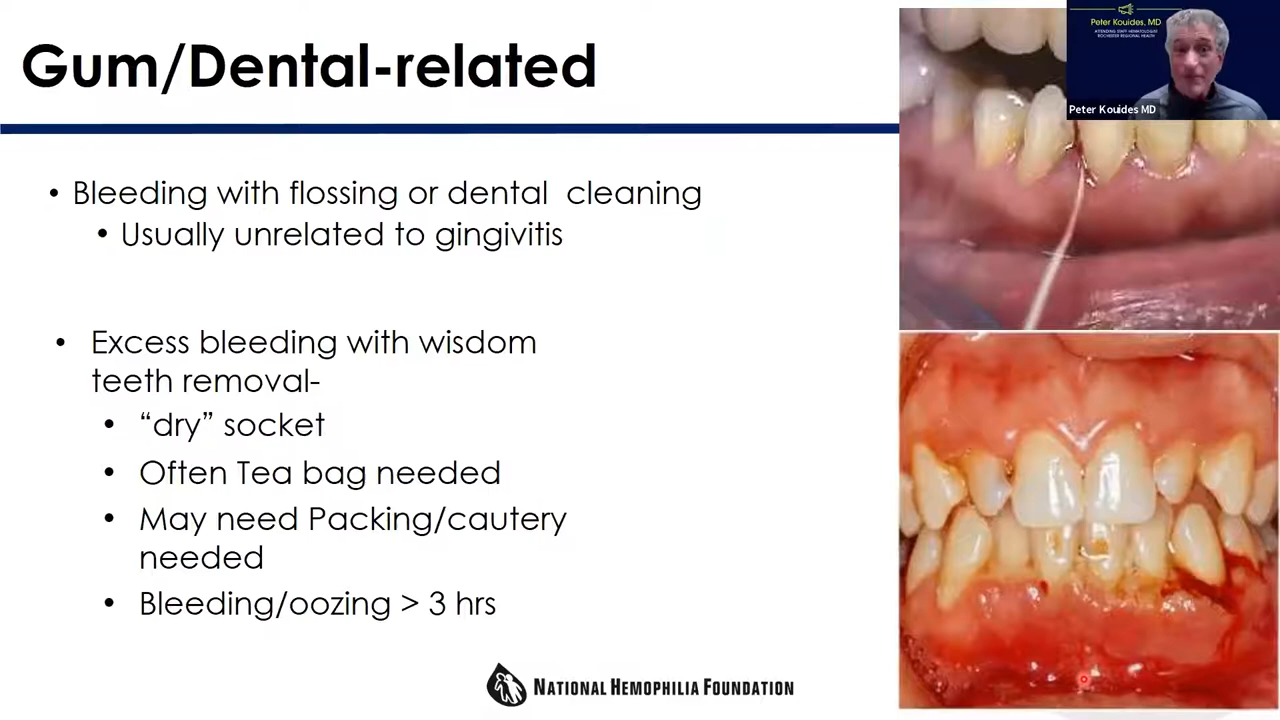 Gum/Dental-related
Peter Kouides, MD
ATTENDING STAFF HEMATOLOGIST
ROCHESTER REGIONAL HEALTH
Peter Kouides MD
• Bleeding with flossing or dental cleaning
• Usually unrelated to gingivitis
• Excess bleeding with wisdom
teeth removal-
• “dry” socket
• Often Tea bag needed
• May need Packing/cautery
needed
• Bleeding/oozing > 3 hrs
NATIONAL HEMOPHILIA FOUNDATION